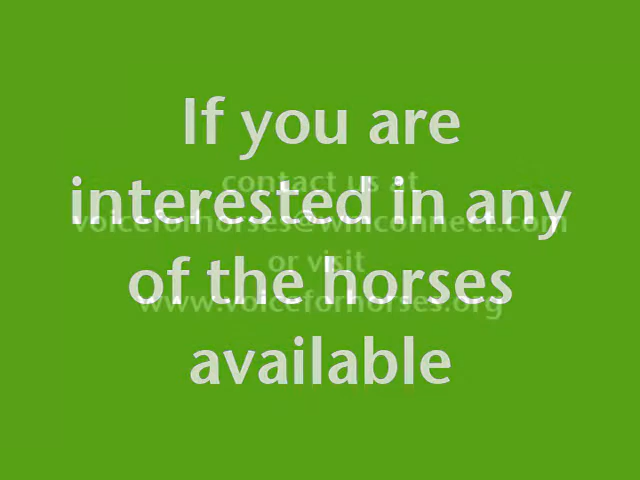 If you are
contact us at
interested in any
voiceforhorses@winconnect.com
or visit
of the horses
www.voiceforhorses.org
available